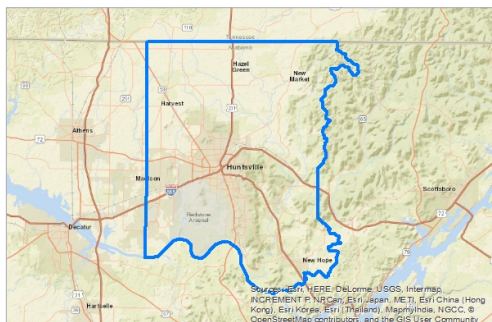 Tennessee
Alabama
Hazel
Green
New
Market
Harvest
Athens
Huntsville
Madison
Redstone
Arsenal
Scottsboro
Decatur
New Hope
Hartselle
Sources: Esri, HERE, DeLorme, USGS, Intermap,
INCREMENT P, NRCan, Esri Japan, METI, Esri China (Hong
Kong), Esri Korea, Esri (Thailand), MapmyIndia, NGCC, ©
OpenStreetMap contributors, and the GIS User Community